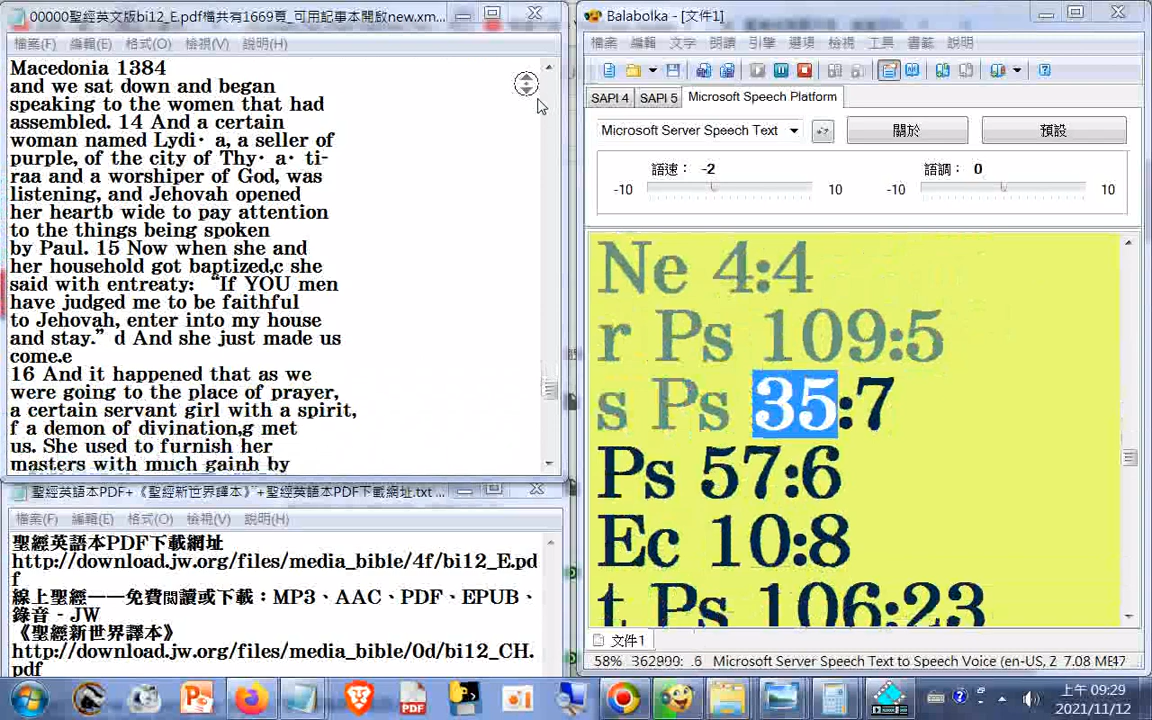 00000聖經英文版bi12_E.pdf檔共有1669頁_可用記事本開啟new.xm...
檔案(F) 編輯(E) 格式(O) 檢視(V) 說明(H)
Macedonia 1384
and we sat down and began
speaking to the women that had
assembled. 14 And a certain
woman named Lydi· a, a seller of
purple, of the city of Thy· a· ti-
raa and a worshiper of God, was
listening, and Jehovah opened
her heartb wide to pay attention
to the things being spoken
by Paul. 15 Now when she and
her household got baptized,c she
said with entreaty: “If YOU men
have judged me to be faithful
to Jehovah, enter into my house
and stay.” d And she just made us
come.e
16 And it happened that as we
were going to the place of prayer,
a certain servant girl with a spirit,
f a demon of divination,g met
us. She used to furnish her
masters with much gainh by
聖經英語本PDF+《聖經新世界譯本》+聖經英語本PDF下載網址.txt ...
檔案(F) 編輯(E) 格式(O) 檢視(V) 說明(H)
聖經英語本PDF下載網址
http://download.jw.org/files/media_bible/4f/bi12_E.pd
f
線上聖經——免費閱讀或下載：MP3、AAC、PDF、EPUB、
錄音 - JW
《聖經新世界譯本》
http://download.jw.org/files/media_bible/0d/bi12_CH.
pdf
Balabolka - [文件1]
檔案 編輯 文字 朗讀 引擎 選項 檢視 工具 書籤 說明
SAPI 4 SAPI 5 Microsoft Speech Platform
Microsoft Server Speech Text 關於 預設
語速： -2 語調： 0
-10 10 -10 10
Ne 4:4
r Ps 109:5
s Ps 35:7
Ps 57:6
Ec 10:8
t Ps 106:23
文件1
58% 362999: .6 Microsoft Server Speech Text to Speech Voice (en-US, Z 7.08 ME47
上午 09:29
2021/11/12